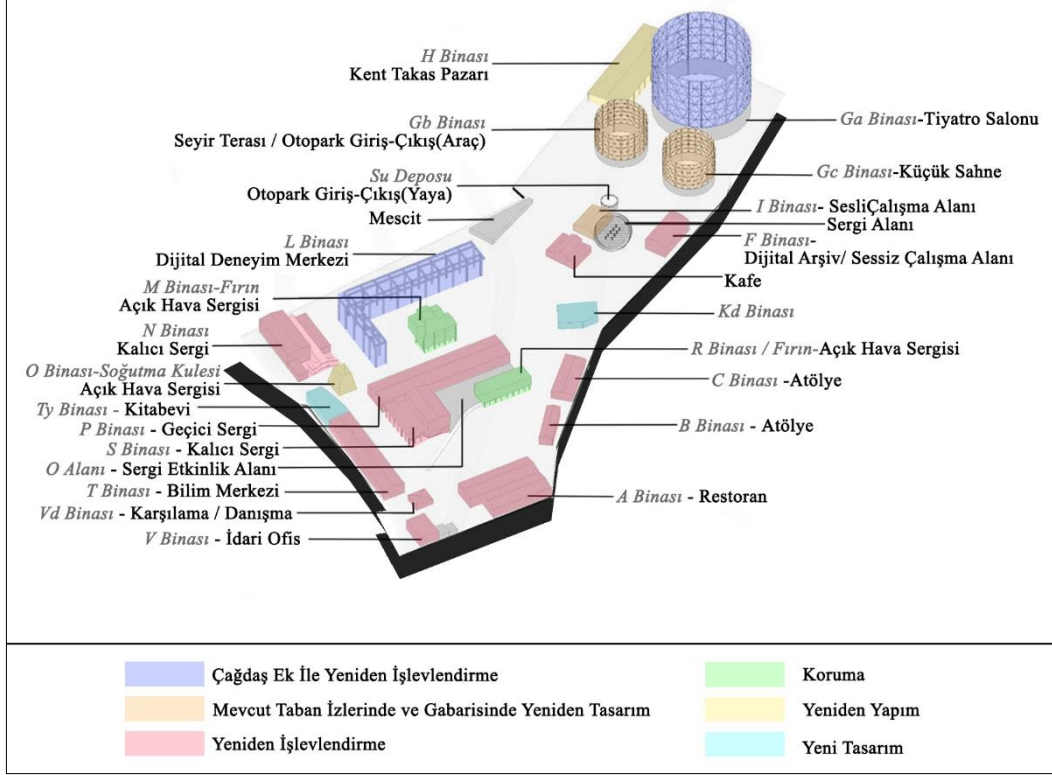 H Binası
Kent Takas Pazarı
Gb Binası
Seyir Terası / Otopark Giriş-Çıkış(Araç)
Su Deposu
Otopark Giriş-Çıkış(Yaya)
Mescit
L Binası
Dijital Deneyim Merkezi
M Binası-Fırın
Açık Hava Sergisi
N Binası
Kalıcı Sergi
O Binası-Soğutma Kulesi
Açık Hava Sergisi
Ty Binası - Kitabevi
P Binası - Geçici Sergi
S Binası - Kalıcı Sergi
O Alanı - Sergi Etkinlik Alanı
T Binası - Bilim Merkezi
Vd Binası - Karşılama / Danışma
V Binası - İdari Ofis
Ga Binası-Tiyatro Salonu
Gc Binası-Küçük Sahne
I Binası- SesliÇalışma Alanı
Sergi Alanı
F Binası-
Dijital Arşiv/ Sessiz Çalışma Alanı
Kafe
Kd Binası
R Binası / Fırın-Açık Hava Sergisi
C Binası -Atölye
B Binası - Atölye
A Binası - Restoran
Çağdaş Ek İle Yeniden İşlevlendirme
Mevcut Taban İzlerinde ve Gabarisinde Yeniden Tasarım
Yeniden İşlevlendirme
Koruma
Yeniden Yapım
Yeni Tasarım